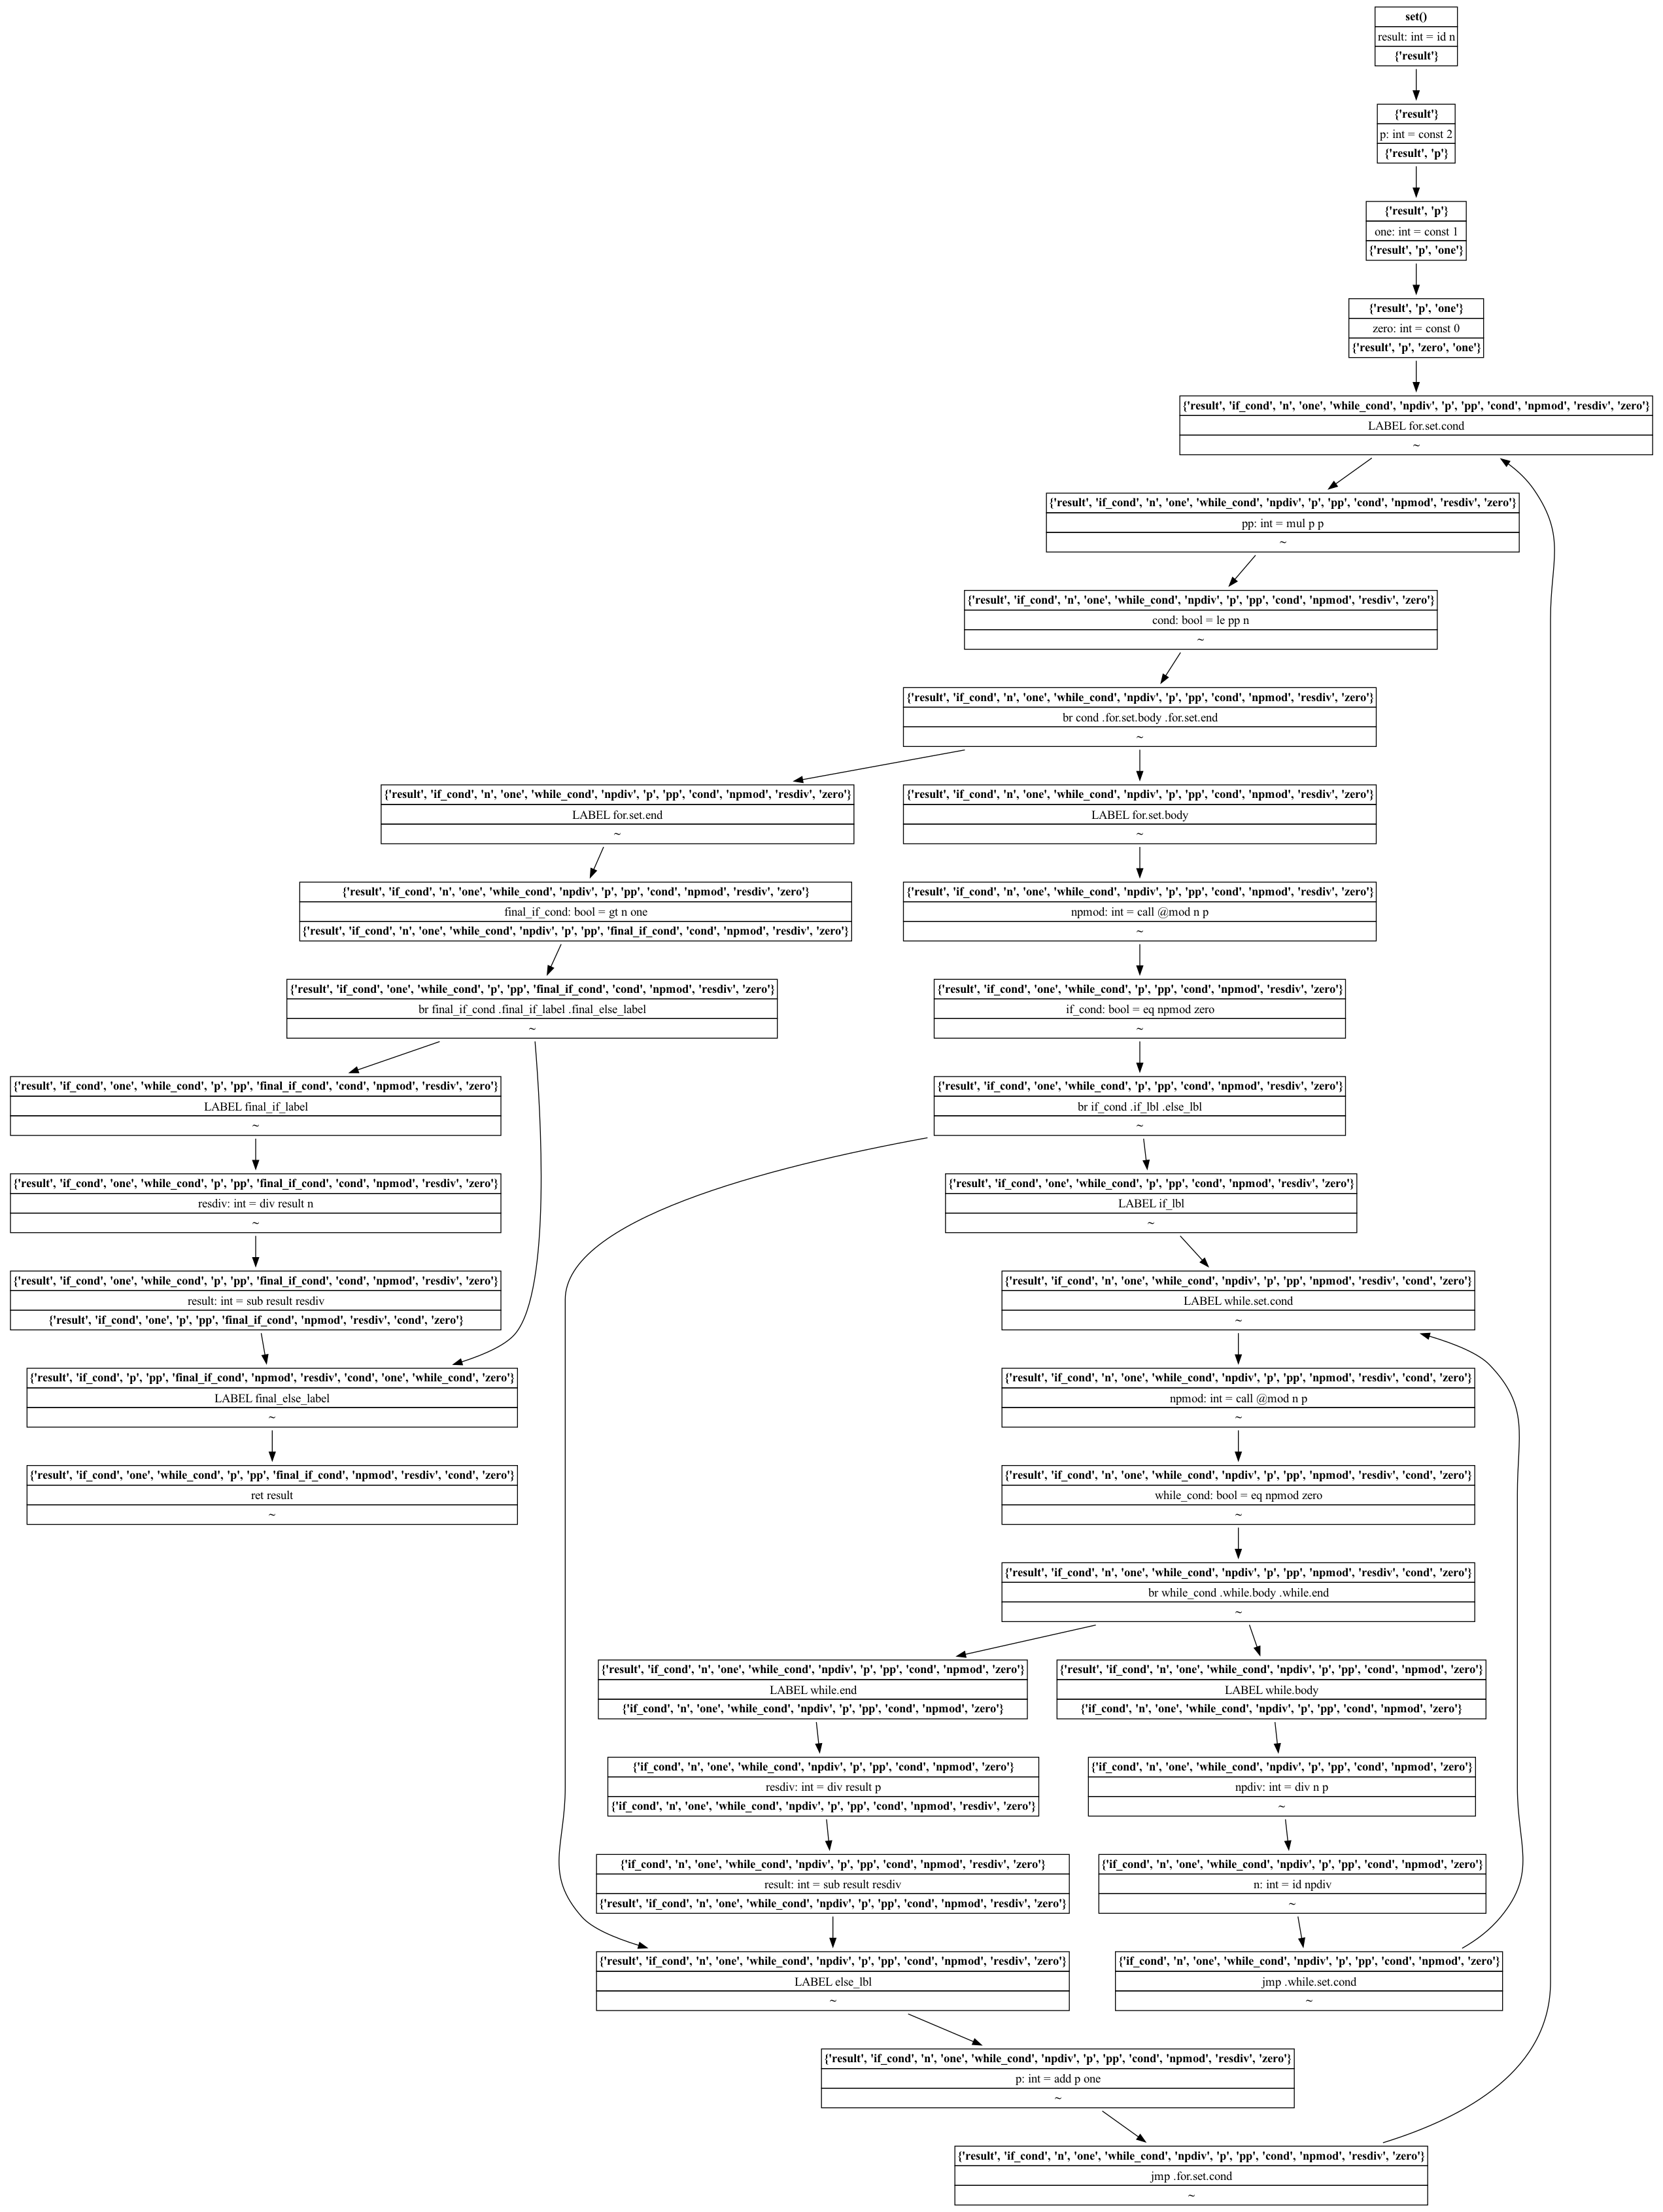 set()
result: int = id n
{'result'}
{'result'}
p: int = const 2
{'result', 'p'}
{'result', 'p'}
one: int = const 1
{'result', 'p', 'one'}
{'result', 'p', 'one'}
zero: int = const 0
{'result', 'p', 'zero', 'one'}
{'result', 'if_cond', 'n', 'one', 'while_cond', 'npdiv', 'p', 'pp', 'cond', 'npmod', 'resdiv', 'zero'}
LABEL for.set.cond
~
{'result', 'if_cond', 'n', 'one', 'while_cond', 'npdiv', 'p', 'pp', 'cond', 'npmod', 'resdiv', 'zero'}
pp: int = mul p p
~
{'result', 'if_cond', 'n', 'one', 'while_cond', 'npdiv', 'p', 'pp', 'cond', 'npmod', 'resdiv', 'zero'}
cond: bool = le pp n
~
{'result', 'if_cond', 'n', 'one', 'while_cond', 'npdiv', 'p', 'pp', 'cond', 'npmod', 'resdiv', 'zero'}
br cond .for.set.body .for.set.end
~
{'result', 'if_cond', 'n', 'one', 'while_cond', 'npdiv', 'p', 'pp', 'cond', 'npmod', 'resdiv', 'zero'}
LABEL for.set.end
~
{'result', 'if_cond', 'n', 'one', 'while_cond', 'npdiv', 'p', 'pp', 'cond', 'npmod', 'resdiv', 'zero'}
LABEL for.set.body
~
{'result', 'if_cond', 'n', 'one', 'while_cond', 'npdiv', 'p', 'pp', 'cond', 'npmod', 'resdiv', 'zero'}
final_if_cond: bool = gt n one
{'result', 'if_cond', 'n', 'one', 'while_cond', 'npdiv', 'p', 'pp', 'final_if_cond', 'cond', 'npmod', 'resdiv', 'zero'}
{'result', 'if_cond', 'n', 'one', 'while_cond', 'npdiv', 'p', 'pp', 'cond', 'npmod', 'resdiv', 'zero'}
npmod: int = call @mod n p
~
{'result', 'if_cond', 'one', 'while_cond', 'p', 'pp', 'final_if_cond', 'cond', 'npmod', 'resdiv', 'zero'}
br final_if_cond .final_if_label .final_else_label
~
{'result', 'if_cond', 'one', 'while_cond', 'p', 'pp', 'cond', 'npmod', 'resdiv', 'zero'}
if_cond: bool = eq npmod zero
~
{'result', 'if_cond', 'one', 'while_cond', 'p', 'pp', 'final_if_cond', 'cond', 'npmod', 'resdiv', 'zero'}
LABEL final_if_label
~
{'result', 'if_cond', 'one', 'while_cond', 'p', 'pp', 'cond', 'npmod', 'resdiv', 'zero'}
br if_cond .if_lbl .else_lbl
~
{'result', 'if_cond', 'one', 'while_cond', 'p', 'pp', 'final_if_cond', 'cond', 'npmod', 'resdiv', 'zero'}
resdiv: int = div result n
~
{'result', 'if_cond', 'one', 'while_cond', 'p', 'pp', 'cond', 'npmod', 'resdiv', 'zero'}
LABEL if_lbl
~
{'result', 'if_cond', 'one', 'while_cond', 'p', 'pp', 'final_if_cond', 'cond', 'npmod', 'resdiv', 'zero'}
result: int = sub result resdiv
{'result', 'if_cond', 'one', 'p', 'pp', 'final_if_cond', 'npmod', 'resdiv', 'cond', 'zero'}
{'result', 'if_cond', 'n', 'one', 'while_cond', 'npdiv', 'p', 'pp', 'npmod', 'resdiv', 'cond', 'zero'}
LABEL while.set.cond
~
{'result', 'if_cond', 'p', 'pp', 'final_if_cond', 'npmod', 'resdiv', 'cond', 'one', 'while_cond', 'zero'}
LABEL final_else_label
~
{'result', 'if_cond', 'n', 'one', 'while_cond', 'npdiv', 'p', 'pp', 'npmod', 'resdiv', 'cond', 'zero'}
npmod: int = call @mod n p
~
{'result', 'if_cond', 'one', 'while_cond', 'p', 'pp', 'final_if_cond', 'npmod', 'resdiv', 'cond', 'zero'}
ret result
~
{'result', 'if_cond', 'n', 'one', 'while_cond', 'npdiv', 'p', 'pp', 'npmod', 'resdiv', 'cond', 'zero'}
while_cond: bool = eq npmod zero
~
{'result', 'if_cond', 'n', 'one', 'while_cond', 'npdiv', 'p', 'pp', 'npmod', 'resdiv', 'cond', 'zero'}
br while_cond .while.body .while.end
~
{'result', 'if_cond', 'n', 'one', 'while_cond', 'npdiv', 'p', 'pp', 'cond', 'npmod', 'zero'}
LABEL while.end
{'if_cond', 'n', 'one', 'while_cond', 'npdiv', 'p', 'pp', 'cond', 'npmod', 'zero'}
{'result', 'if_cond', 'n', 'one', 'while_cond', 'npdiv', 'p', 'pp', 'cond', 'npmod', 'zero'}
LABEL while.body
{'if_cond', 'n', 'one', 'while_cond', 'npdiv', 'p', 'pp', 'cond', 'npmod', 'zero'}
{'if_cond', 'n', 'one', 'while_cond', 'npdiv', 'p', 'pp', 'cond', 'npmod', 'zero'}
resdiv: int = div result p
{'if_cond', 'n', 'one', 'while_cond', 'npdiv', 'p', 'pp', 'cond', 'npmod', 'resdiv', 'zero'}
{'if_cond', 'n', 'one', 'while_cond', 'npdiv', 'p', 'pp', 'cond', 'npmod', 'zero'}
npdiv: int = div n p
~
{'if_cond', 'n', 'one', 'while_cond', 'npdiv', 'p', 'pp', 'cond', 'npmod', 'resdiv', 'zero'}
result: int = sub result resdiv
{'result', 'if_cond', 'n', 'one', 'while_cond', 'npdiv', 'p', 'pp', 'cond', 'npmod', 'resdiv', 'zero'}
{'if_cond', 'n', 'one', 'while_cond', 'npdiv', 'p', 'pp', 'cond', 'npmod', 'zero'}
n: int = id npdiv
~
{'result', 'if_cond', 'n', 'one', 'while_cond', 'npdiv', 'p', 'pp', 'cond', 'npmod', 'resdiv', 'zero'}
LABEL else_lbl
~
{'if_cond', 'n', 'one', 'while_cond', 'npdiv', 'p', 'pp', 'cond', 'npmod', 'zero'}
jmp .while.set.cond
~
{'result', 'if_cond', 'n', 'one', 'while_cond', 'npdiv', 'p', 'pp', 'cond', 'npmod', 'resdiv', 'zero'}
p: int = add p one
~
{'result', 'if_cond', 'n', 'one', 'while_cond', 'npdiv', 'p', 'pp', 'cond', 'npmod', 'resdiv', 'zero'}
jmp .for.set.cond
~